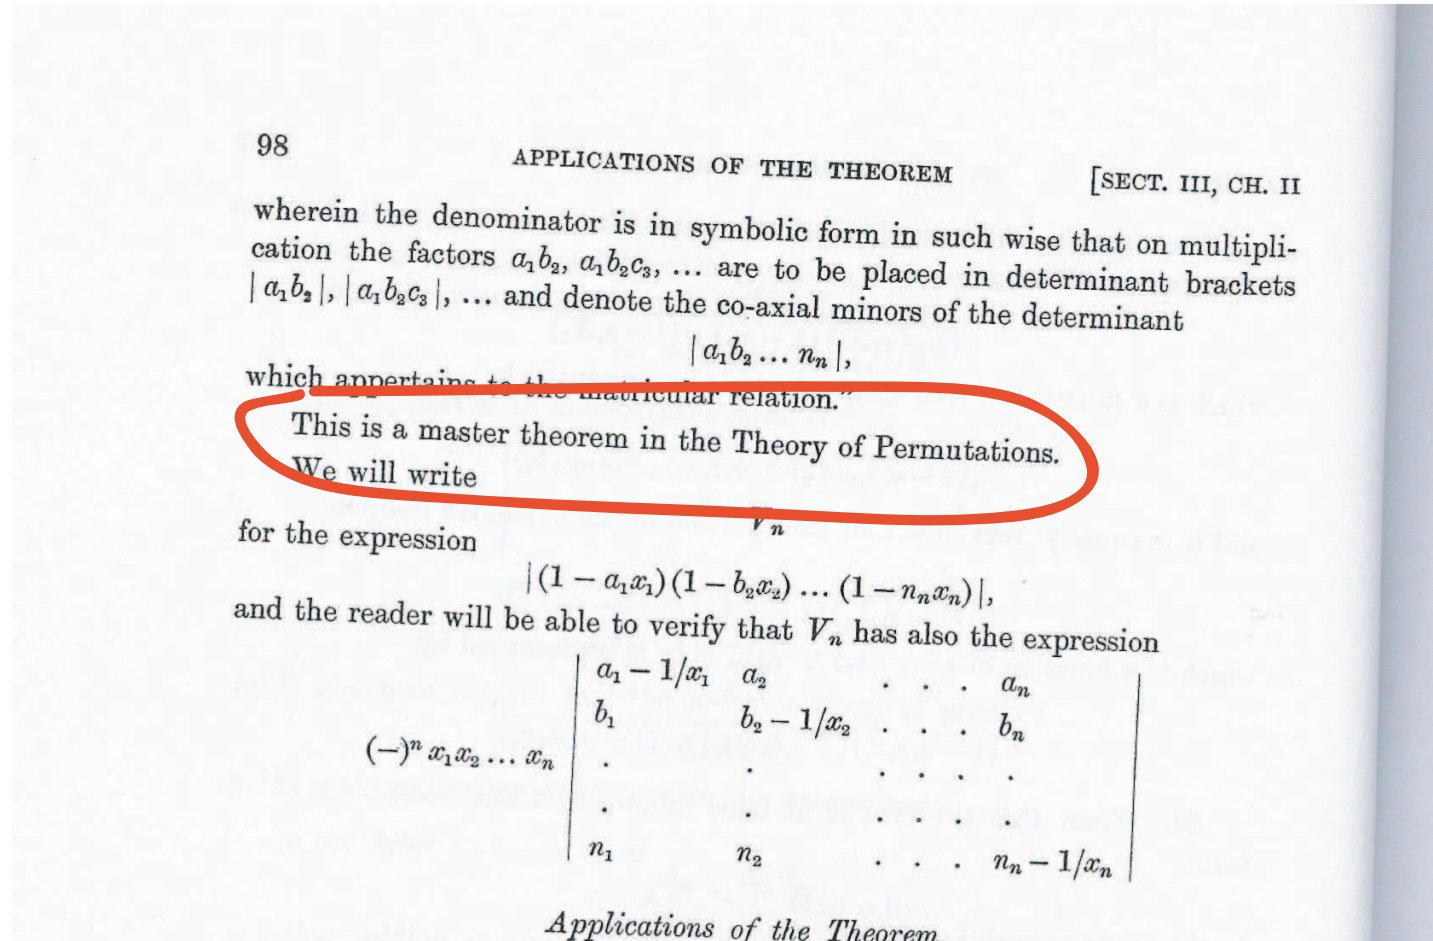 98
APPLICATIONS OF THE THEOREM
[SECT. III, CH. II
wherein the denominator is in symbolic form in such wise that on multipli-
cation the factors a₁b₂, a₁b₂c₃, ... are to be placed in determinant brackets
| a₁b₂ |, | a₁b₂c₃ |, ... and denote the co-axial minors of the determinant
| a₁b₂ ... nₙ |,
which appertains to the matricular relation."
This is a master theorem in the Theory of Permutations.
We will write
Vₙ
for the expression
| (1 − a₁x₁) (1 − b₂x₂) ... (1 − nₙxₙ) |,
and the reader will be able to verify that Vₙ has also the expression
a₁ − 1/x₁ a₂ . . . aₙ
b₁ b₂ − 1/x₂ . . . bₙ
(−)ⁿ x₁x₂ ... xₙ
. . . . . .
. . . . .
n₁ n₂ . . . nₙ − 1/xₙ
Applications of the Theorem.